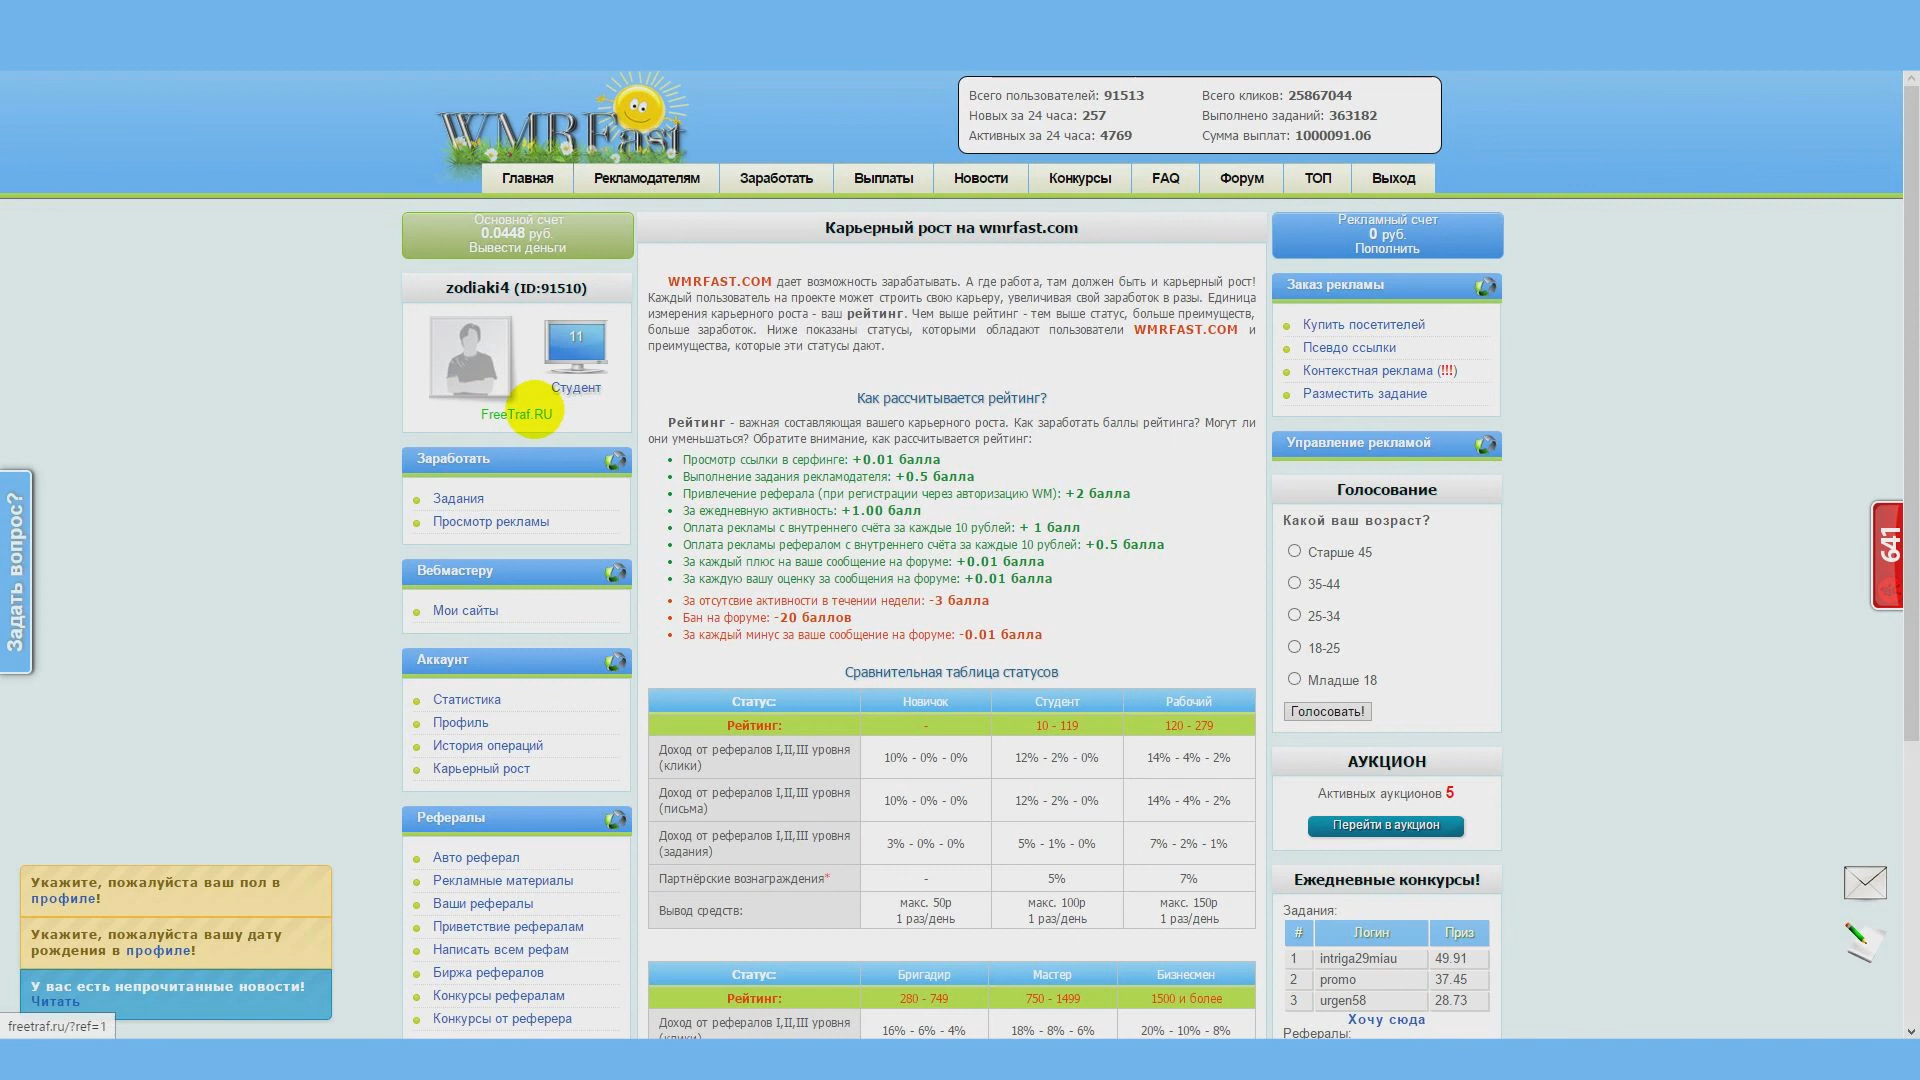 WMRFast
Всего пользователей: 91513
Новых за 24 часа: 257
Активных за 24 часа: 4769
Всего кликов: 25867044
Выполнено заданий: 363182
Сумма выплат: 1000091.06
Главная Рекламодателям Заработать Выплаты Новости Конкурсы FAQ Форум ТОП Выход
Основной счет
0.0448 руб.
Вывести деньги
zodiaki4 (ID:91510)
11
Студент
FreeTraf.RU
Заработать
Задания
Просмотр рекламы
Вебмастеру
Мои сайты
Аккаунт
Статистика
Профиль
История операций
Карьерный рост
Рефералы
Авто реферал
Рекламные материалы
Ваши рефералы
Приветствие рефералам
Написать всем рефам
Биржа рефералов
Конкурсы рефералам
Конкурсы от реферера
Задать вопрос?
Укажите, пожалуйста ваш пол в
профиле!
Укажите, пожалуйста вашу дату
рождения в профиле!
У вас есть непрочитанные новости!
Читать
freetraf.ru/?ref=1
Карьерный рост на wmrfast.com
WMRFAST.COM дает возможность зарабатывать. А где работа, там должен быть и карьерный рост!
Каждый пользователь на проекте может строить свою карьеру, увеличивая свой заработок в разы. Единица
измерения карьерного роста - ваш рейтинг. Чем выше рейтинг - тем выше статус, больше преимуществ,
больше заработок. Ниже показаны статусы, которыми обладают пользователи WMRFAST.COM и
преимущества, которые эти статусы дают.
Как рассчитывается рейтинг?
Рейтинг - важная составляющая вашего карьерного роста. Как заработать баллы рейтинга? Могут ли
они уменьшаться? Обратите внимание, как рассчитывается рейтинг:
Просмотр ссылки в серфинге: +0.01 балла
Выполнение задания рекламодателя: +0.5 балла
Привлечение реферала (при регистрации через авторизацию WM): +2 балла
За ежедневную активность: +1.00 балл
Оплата рекламы с внутреннего счёта за каждые 10 рублей: + 1 балл
Оплата рекламы рефералом с внутреннего счёта за каждые 10 рублей: +0.5 балла
За каждый плюс на ваше сообщение на форуме: +0.01 балла
За каждую вашу оценку за сообщения на форуме: +0.01 балла
За отсутсвие активности в течении недели: -3 балла
Бан на форуме: -20 баллов
За каждый минус за ваше сообщение на форуме: -0.01 балла
Сравнительная таблица статусов
Статус: Новичок Студент Рабочий
Рейтинг: - 10 - 119 120 - 279
Доход от рефералов I,II,III уровня
(клики)
10% - 0% - 0% 12% - 2% - 0% 14% - 4% - 2%
Доход от рефералов I,II,III уровня
(письма)
10% - 0% - 0% 12% - 2% - 0% 14% - 4% - 2%
Доход от рефералов I,II,III уровня
(задания)
3% - 0% - 0% 5% - 1% - 0% 7% - 2% - 1%
Партнёрские вознаграждения* - 5% 7%
Вывод средств:
макс. 50р макс. 100р макс. 150р
1 раз/день 1 раз/день 1 раз/день
Статус: Бригадир Мастер Бизнесмен
Рейтинг: 280 - 749 750 - 1499 1500 и более
Доход от рефералов I,II,III уровня
(клики)
16% - 6% - 4% 18% - 8% - 6% 20% - 10% - 8%
Рекламный счет
0 руб.
Пополнить
Заказ рекламы
Купить посетителей
Псевдо ссылки
Контекстная реклама (!!!)
Разместить задание
Управление рекламой
Голосование
Какой ваш возраст?
Старше 45
35-44
25-34
18-25
Младше 18
Голосовать!
АУКЦИОН
Активных аукционов 5
Перейти в аукцион
Ежедневные конкурсы!
Задания:
# Логин Приз
1 intriga29miau 49.91
2 promo 37.45
3 urgen58 28.73
Хочу сюда
Рефералы:
641